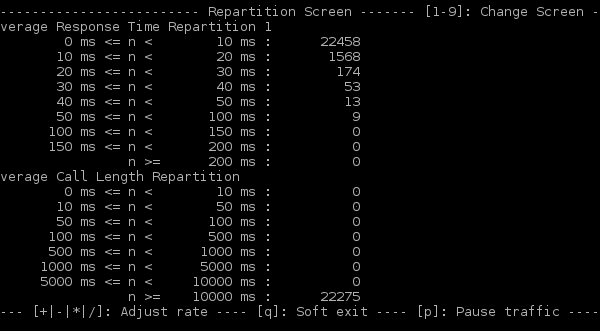 ------------------------- Repartition Screen ------- [1-9]: Change Screen -
verage Response Time Repartition 1
0 ms <= n < 10 ms : 22458
10 ms <= n < 20 ms : 1568
20 ms <= n < 30 ms : 174
30 ms <= n < 40 ms : 53
40 ms <= n < 50 ms : 13
50 ms <= n < 100 ms : 9
100 ms <= n < 150 ms : 0
150 ms <= n < 200 ms : 0
n >= 200 ms : 0
verage Call Length Repartition
0 ms <= n < 10 ms : 0
10 ms <= n < 50 ms : 0
50 ms <= n < 100 ms : 0
100 ms <= n < 500 ms : 0
500 ms <= n < 1000 ms : 0
1000 ms <= n < 5000 ms : 0
5000 ms <= n < 10000 ms : 0
n >= 10000 ms : 22275
--- [+|-|*|/]: Adjust rate ---- [q]: Soft exit ---- [p]: Pause traffic ----